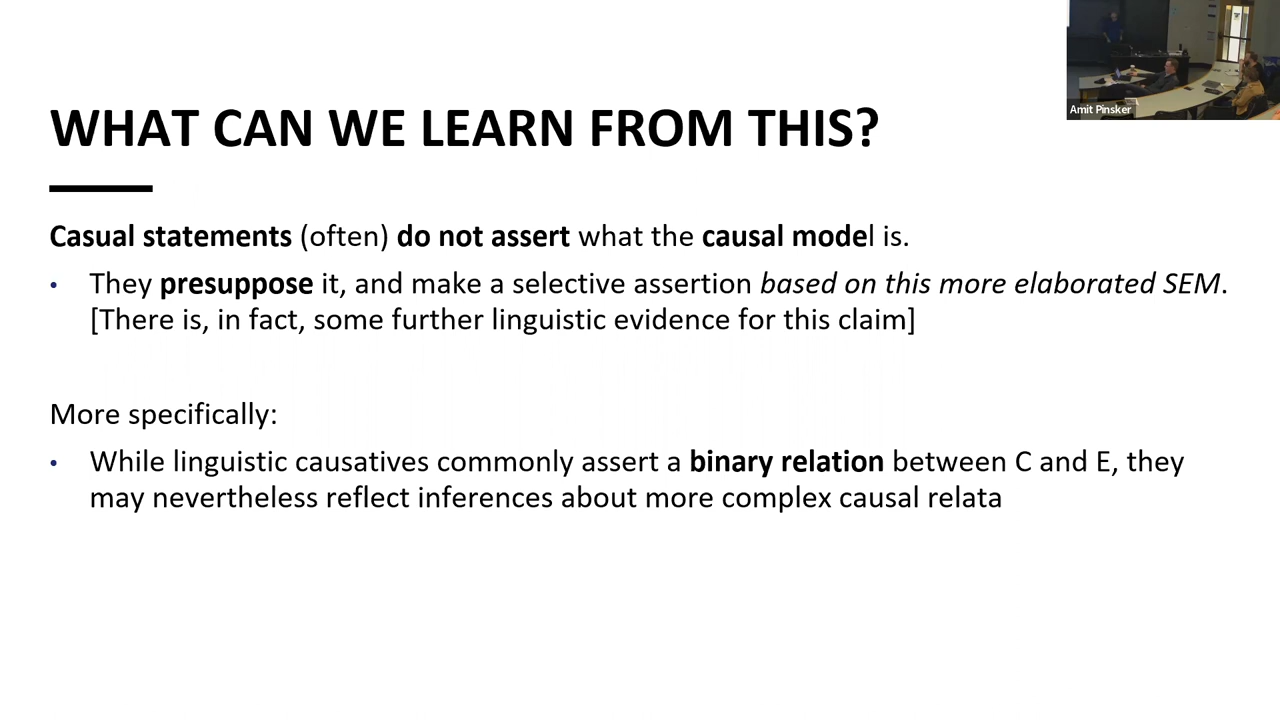 Amit Pinsker
WHAT CAN WE LEARN FROM THIS?
Casual statements (often) do not assert what the causal model is.
• They presuppose it, and make a selective assertion based on this more elaborated SEM.
[There is, in fact, some further linguistic evidence for this claim]
More specifically:
• While linguistic causatives commonly assert a binary relation between C and E, they
may nevertheless reflect inferences about more complex causal relata